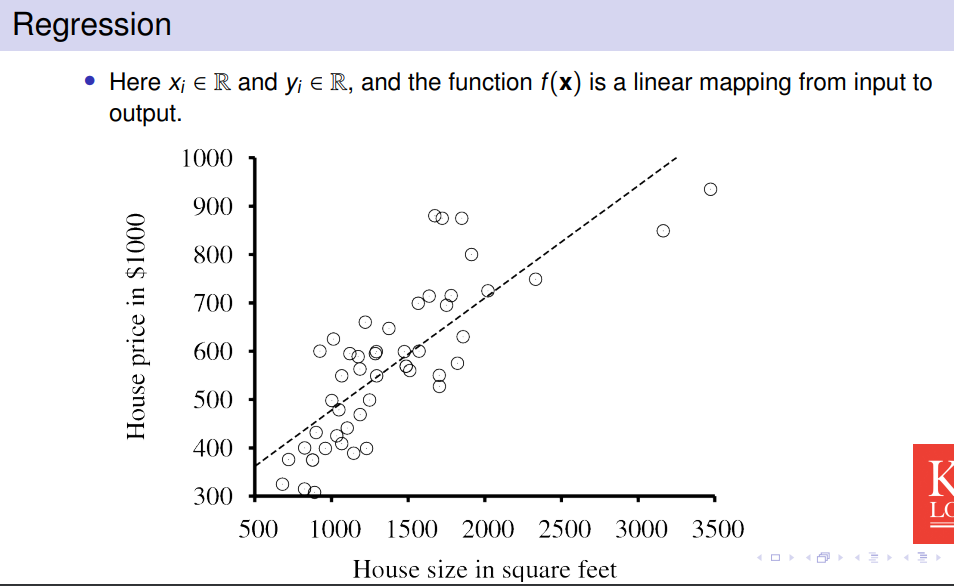 Regression
• Here xᵢ ∈ ℝ and yᵢ ∈ ℝ, and the function f(𝐱) is a linear mapping from input to
output.
1000
900
800
700
600
500
400
300
House price in $1000
500 1000 1500 2000 2500 3000 3500
House size in square feet
K
LO